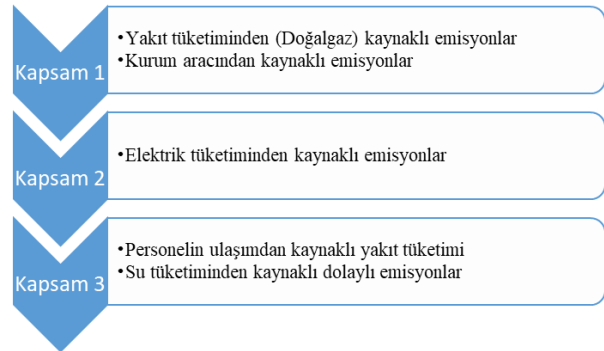 Kapsam 1
•Yakıt tüketiminden (Doğalgaz) kaynaklı emisyonlar
•Kurum aracından kaynaklı emisyonlar
Kapsam 2
•Elektrik tüketiminden kaynaklı emisyonlar
Kapsam 3
•Personelin ulaşımdan kaynaklı yakıt tüketimi
•Su tüketiminden kaynaklı dolaylı emisyonlar